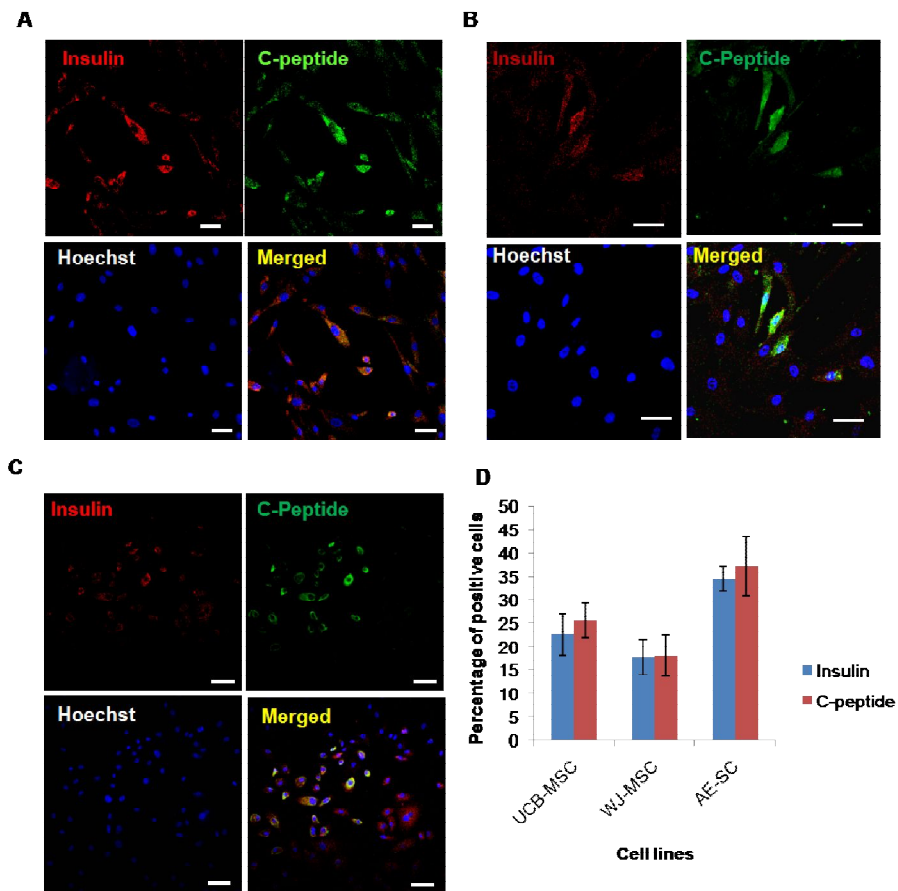 A
Insulin
C-peptide
Hoechst
Merged
B
Insulin
C-Peptide
Hoechst
Merged
C
Insulin
C-Peptide
Hoechst
Merged
D
Percentage of positive cells
50
45
40
35
30
25
20
15
10
5
0
UCB-MSC
WJ-MSC
AE-SC
Cell lines
Insulin
C-peptide